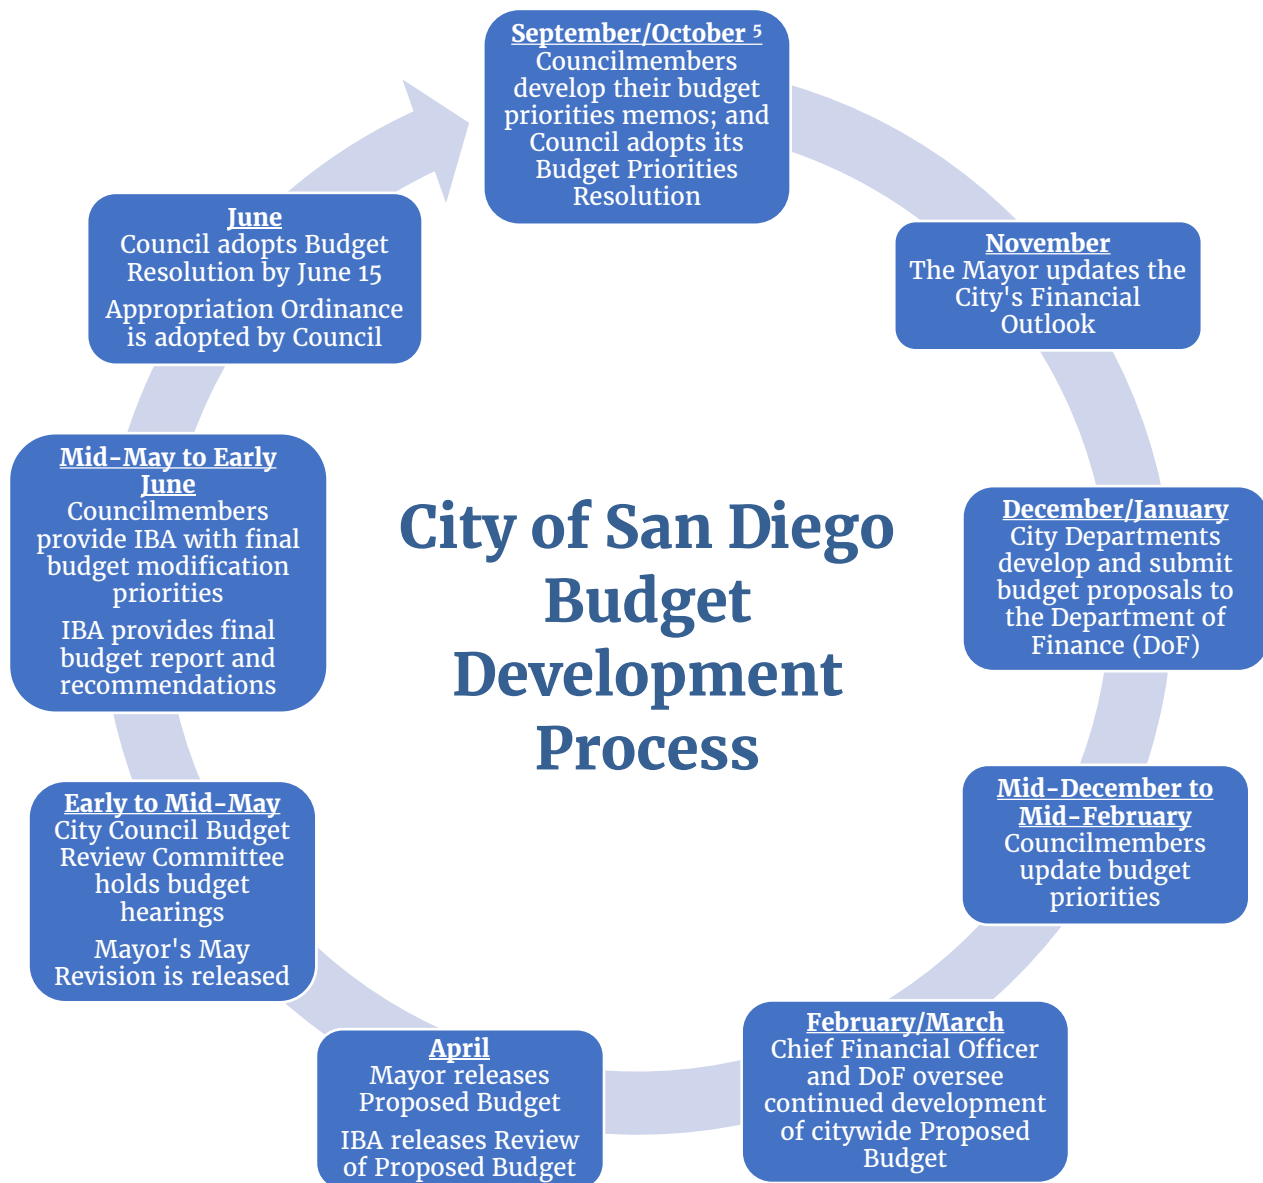 September/October ⁵
Councilmembers
develop their budget
priorities memos; and
Council adopts its
Budget Priorities
Resolution
November
The Mayor updates the
City's Financial
Outlook
December/January
City Departments
develop and submit
budget proposals to
the Department of
Finance (DoF)
Mid-December to
Mid-February
Councilmembers
update budget
priorities
February/March
Chief Financial Officer
and DoF oversee
continued development
of citywide Proposed
Budget
April
Mayor releases
Proposed Budget
IBA releases Review
of Proposed Budget
Early to Mid-May
City Council Budget
Review Committee
holds budget
hearings
Mayor's May
Revision is released
Mid-May to Early
June
Councilmembers
provide IBA with final
budget modification
priorities
IBA provides final
budget report and
recommendations
June
Council adopts Budget
Resolution by June 15
Appropriation Ordinance
is adopted by Council
City of San Diego
Budget
Development
Process